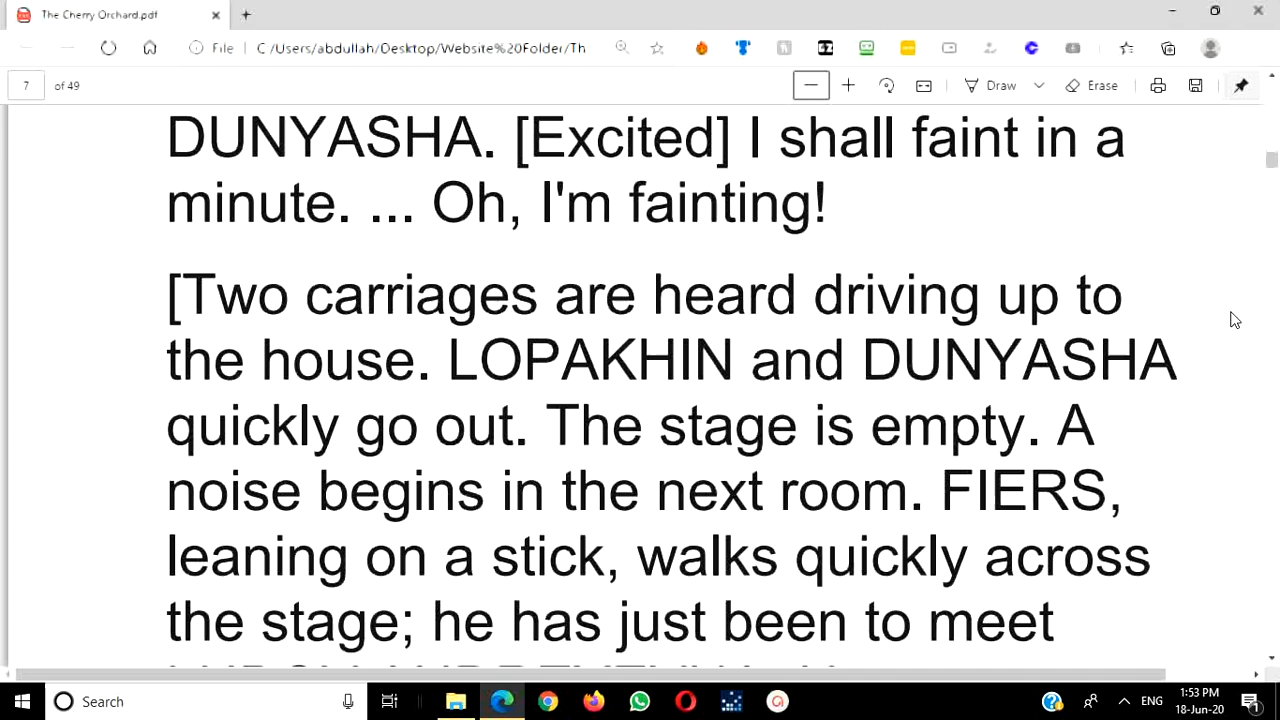 The Cherry Orchard.pdf
File
C /Users/abdullah/Desktop/Website%20Folder/Th
7 of 49
Draw
Erase
DUNYASHA. [Excited] I shall faint in a
minute. ... Oh, I'm fainting!
[Two carriages are heard driving up to
the house. LOPAKHIN and DUNYASHA
quickly go out. The stage is empty. A
noise begins in the next room. FIERS,
leaning on a stick, walks quickly across
the stage; he has just been to meet
Search
ENG
1:53 PM
18-Jun-20